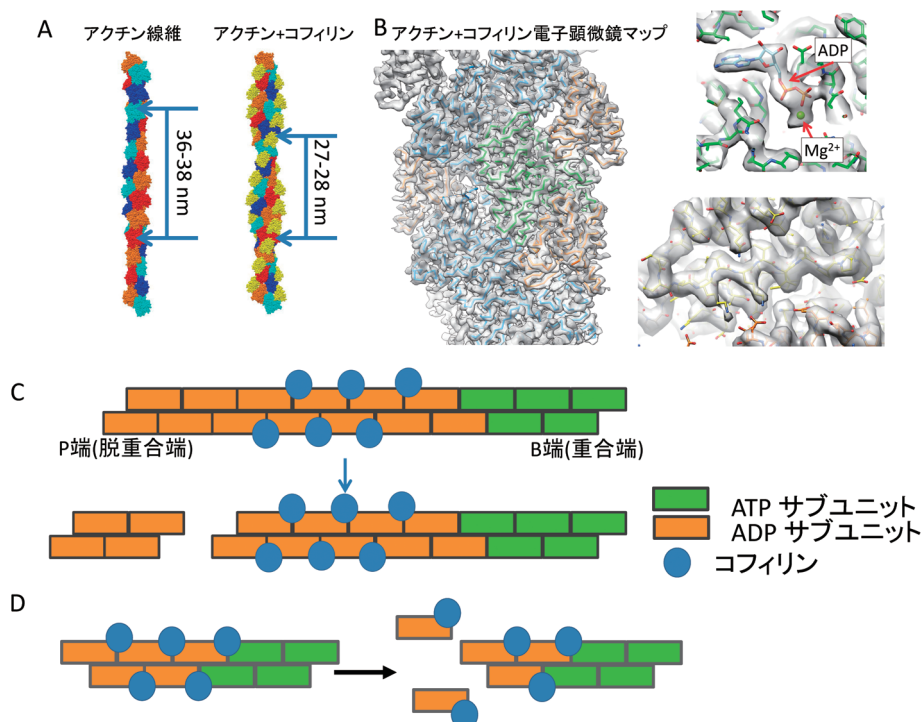 A
アクチン線維
アクチン+コフィリン
36-38 nm
27-28 nm
B
アクチン+コフィリン電子顕微鏡マップ
ADP
Mg²⁺
C
P端(脱重合端)
B端(重合端)
ATP サブユニット
ADP サブユニット
コフィリン
D